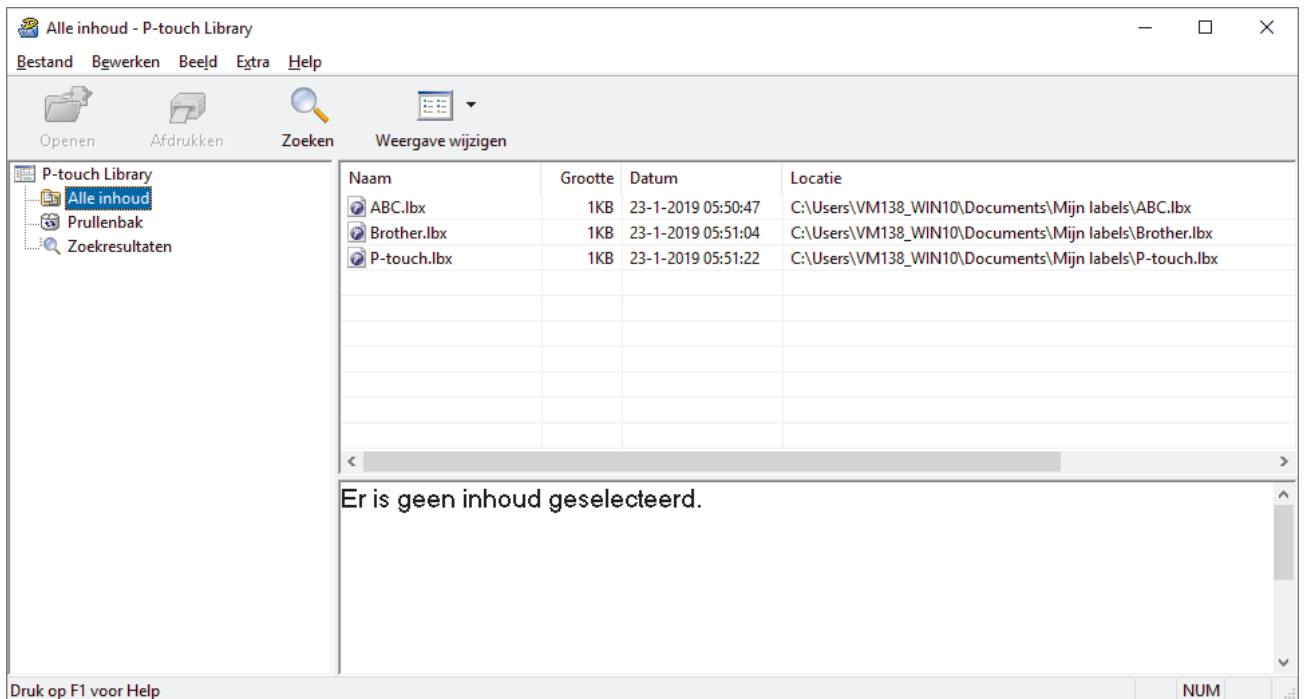 Alle inhoud - P-touch Library
Bestand Bewerken Beeld Extra Help
Openen Afdrukken Zoeken Weergave wijzigen
P-touch Library
Alle inhoud
Prullenbak
Zoekresultaten
Naam Grootte Datum Locatie
ABC.lbx 1KB 23-1-2019 05:50:47 C:\Users\VM138_WIN10\Documents\Mijn labels\ABC.lbx
Brother.lbx 1KB 23-1-2019 05:51:04 C:\Users\VM138_WIN10\Documents\Mijn labels\Brother.lbx
P-touch.lbx 1KB 23-1-2019 05:51:22 C:\Users\VM138_WIN10\Documents\Mijn labels\P-touch.lbx
Er is geen inhoud geselecteerd.
Druk op F1 voor Help NUM